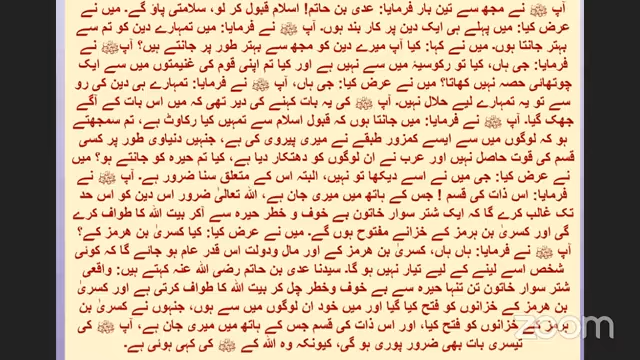 آپ ﷺ نے مجھ سے تین بار فرمایا: عدی بن حاتم! اسلام قبول کر لو، سلامتی پاؤ گے۔ میں نے
عرض کیا: میں پہلے ہی ایک دین پر کار بند ہوں۔ آپ ﷺ نے فرمایا: میں تمہارے دین کو تم سے
بہتر جانتا ہوں۔ میں نے کہا: کیا آپ میرے دین کو مجھ سے بہتر طور پر جانتے ہیں؟ آپﷺ نے
فرمایا: جی ہاں، کیا تو رکوسیۃ میں سے نہیں ہے اور کیا تم اپنی قوم کی غنیمتوں میں سے ایک
چوتھائی حصہ نہیں کھاتا؟ میں نے عرض کیا: جی ہاں، آپ ﷺ نے فرمایا: تمہارے ہی دین کی رو
سے تو یہ تمہارے لیے حلال نہیں۔ آپ ﷺ کی یہ بات کہنے کی دیر تھی کہ میں اس بات کے آگے
جھک گیا۔ آپ ﷺ نے فرمایا: میں جانتا ہوں کہ قبول اسلام سے تمہیں کیا رکاوٹ ہے، تم سمجھتے
ہو کہ لوگوں میں سے ایسے کمزور طبقے نے میری پیروی کی ہے، جنہیں دنیاوی طور پر کسی
قسم کی قوت حاصل نہیں اور عرب نے ان لوگوں کو دھتکار دیا ہے، کیا تم حیرہ کو جانتے ہو؟ میں
نے عرض کیا: جی میں نے اسے دیکھا تو نہیں، البتہ اس کے متعلق سنا ضرور ہے۔ آپ ﷺ نے
فرمایا: اس ذات کی قسم ! جس کے ہاتھ میں میری جان ہے، اللہ تعالیٰ ضرور اس دین کو اس حد
تک غالب کرے گا کہ ایک شتر سوار خاتون بے خوف و خطر حیرہ سے آکر بیت اللہ کا طواف کرے
گی اور کسریٰ بن ہرمز کے خزانے مفتوح ہوں گے۔ میں نے عرض کیا: کیا کسریٰ بن ھرمز کے؟
آپ ﷺ نے فرمایا: ہاں ہاں، کسریٰ بن ھرمز کے اور مال ودولت اس قدر عام ہو جائے گا کہ کوئی
شخص اسے لینے کے لیے تیار نہیں ہو گا۔ سیدنا عدی بن حاتم رضی اللہ عنہ کہتے ہیں: واقعی
شتر سوار خاتون تن تنہا حیرہ سے بے خوف وخطر چل کر بیت اللہ کا طواف کرتی ہے اور کسریٰ
بن ھرمز کے خزانوں کو فتح کیا گیا اور میں خود ان لوگوں میں سے ہوں، جنہوں نے کسریٰ بن
ہرمز کے خزانوں کو فتح کیا، اور اس ذات کی قسم جس کے ہاتھ میں میری جان ہے، آپ ﷺ کی
تیسری بات بھی ضرور پوری ہو گی، کیونکہ وہ اللہ کے ﷺ کی کہی ہوئی ہے۔
zoom